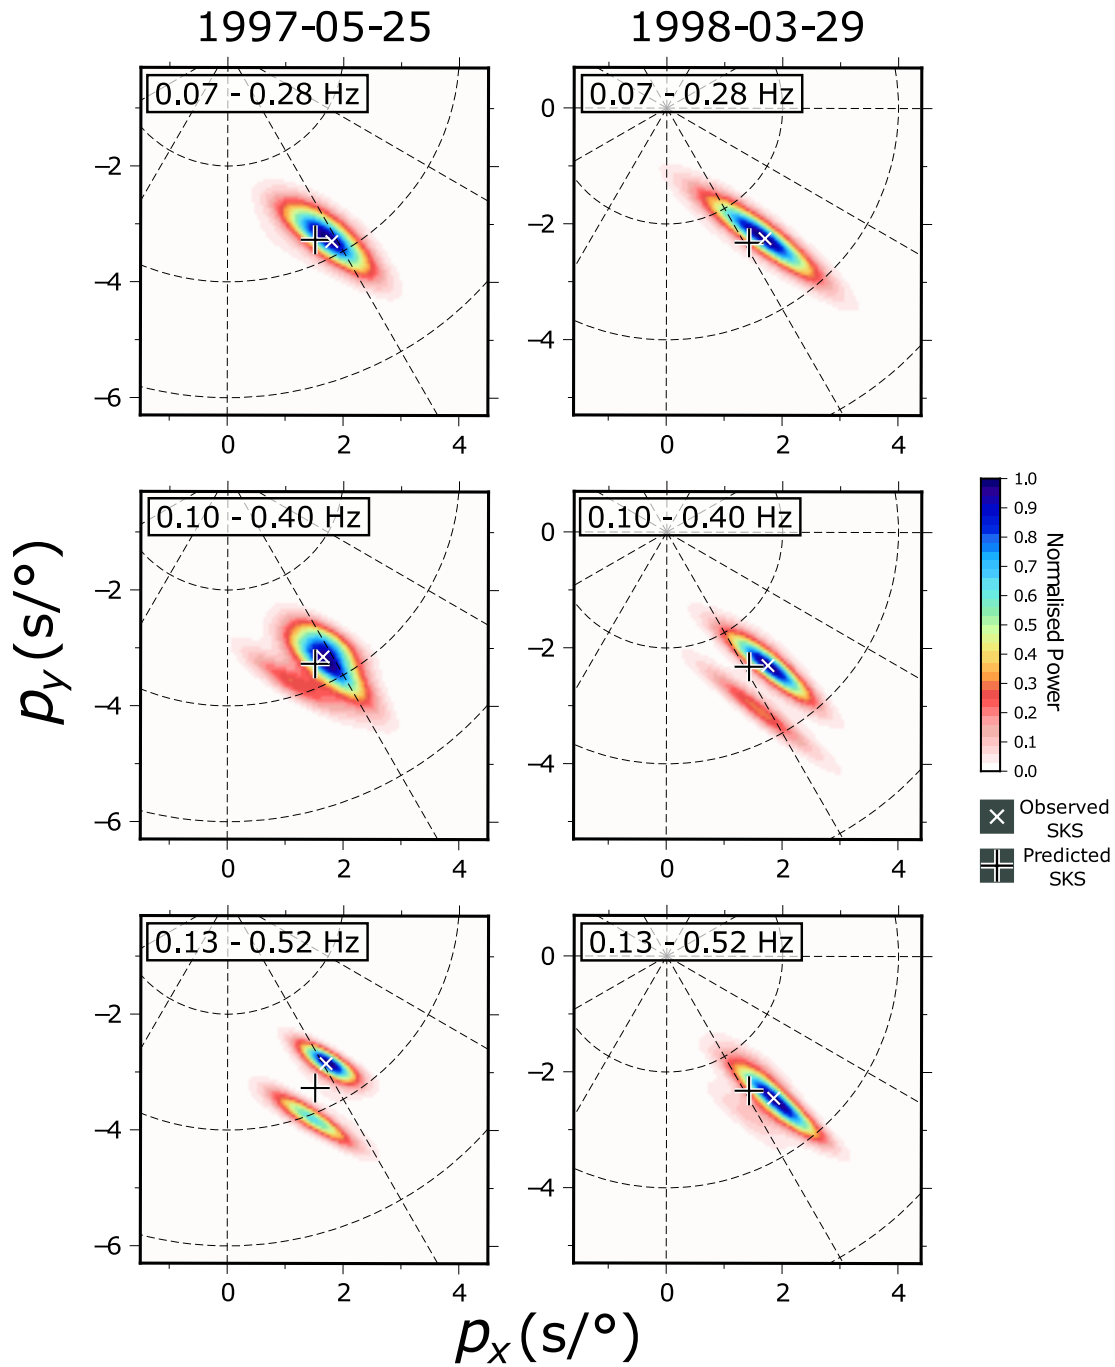 1997-05-25
1998-03-29
0.07 - 0.28 Hz
0.07 - 0.28 Hz
−2
−4
−6
0
−2
−4
0 2 4
0 2 4
0.10 - 0.40 Hz
0.10 - 0.40 Hz
−2
−4
−6
0
−2
−4
0 2 4
0 2 4
p_y (s/°)
1.0
0.9
0.8
0.7
0.6
0.5
0.4
0.3
0.2
0.1
0.0
Normalised Power
Observed
SKS
Predicted
SKS
0.13 - 0.52 Hz
0.13 - 0.52 Hz
−2
−4
−6
0
−2
−4
0 2 4
0 2 4
p_x (s/°)